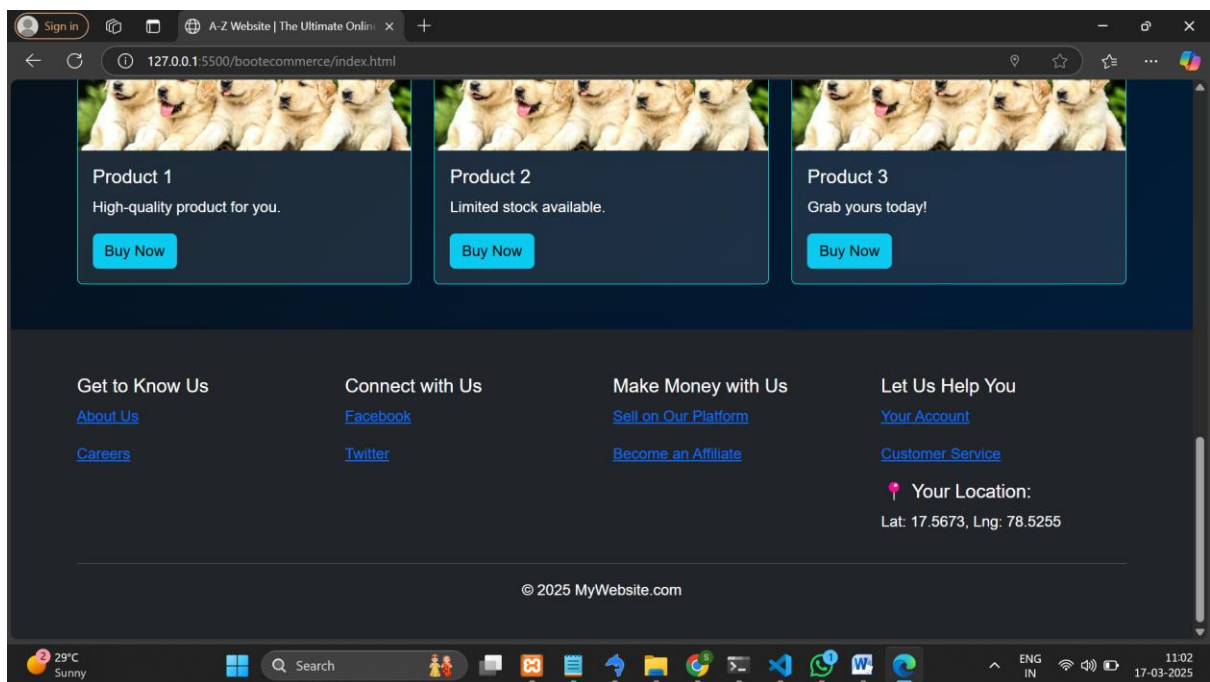 Sign in
A-Z Website | The Ultimate Onlin
127.0.0.1:5500/bootecommerce/index.html
Product 1
High-quality product for you.
Buy Now
Product 2
Limited stock available.
Buy Now
Product 3
Grab yours today!
Buy Now
Get to Know Us
About Us
Careers
Connect with Us
Facebook
Twitter
Make Money with Us
Sell on Our Platform
Become an Affiliate
Let Us Help You
Your Account
Customer Service
Your Location:
Lat: 17.5673, Lng: 78.5255
© 2025 MyWebsite.com
2
29°C
Sunny
Search
S
1
W
ENG
IN
11:02
17-03-2025